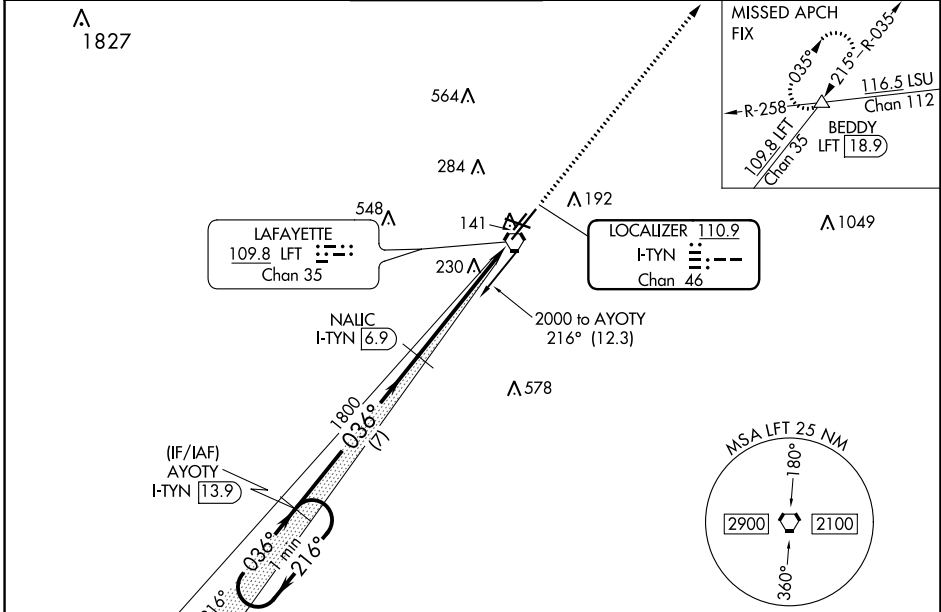 1827
564
284
548
141
192
1049
230
578
LAFAYETTE
109.8 LFT
Chan 35
LOCALIZER 110.9
I-TYN
Chan 46
NALIC
I-TYN 6.9
2000 to AYOTY
216° (12.3)
1800
036°
(7)
(IF/IAF)
AYOTY
I-TYN 13.9
036°
1 min
216°
216°
MISSED APCH
FIX
035°
215°
R-035
R-258
116.5 LSU
Chan 112
109.8 LFT
Chan 35
BEDDY
LFT 18.9
MSA LFT 25 NM
180°
2900
2100
360°